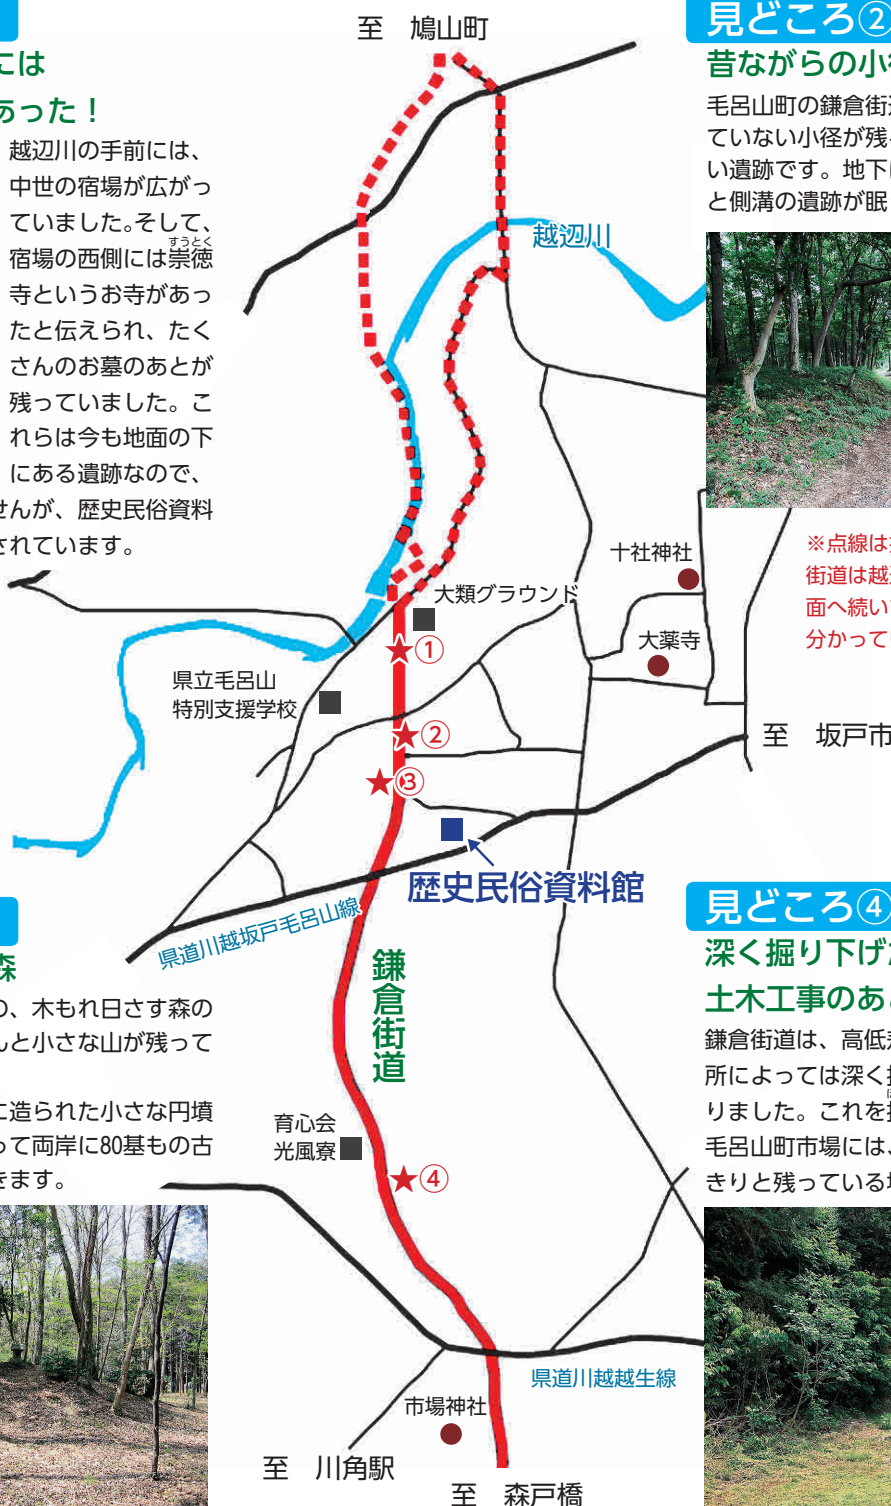 には
あった！
越辺川の手前には、
中世の宿場が広がっ
ていました。そして、
宿場の西側には崇徳
すうとく
寺というお寺があっ
たと伝えられ、たく
さんのお墓のあとが
残っていました。こ
れらは今も地面の下
にある遺跡なので、
せんが、歴史民俗資料
されています。
見どころ②
昔ながらの小
毛呂山町の鎌倉街
ていない小径が残
い遺跡です。地下
と側溝の遺跡が眠
※点線は
街道は越
面へ続い
分かって
至　鳩山町
越辺川
十社神社
大類グラウンド
①
大薬寺
県立毛呂山
特別支援学校
②
至　坂戸市
③
歴史民俗資料館
県道川越坂戸毛呂山線
鎌倉街道
育心会
光風寮
④
県道川越越生線
市場神社
至　川角駅
至　森戸橋
森
の、木もれ日さす森の
んと小さな山が残って
に造られた小さな円墳
って両岸に80基もの古
きます。
見どころ④
深く掘り下げ
土木工事のあ
鎌倉街道は、高低
所によっては深く
りました。これを
毛呂山町市場には、
きりと残っている